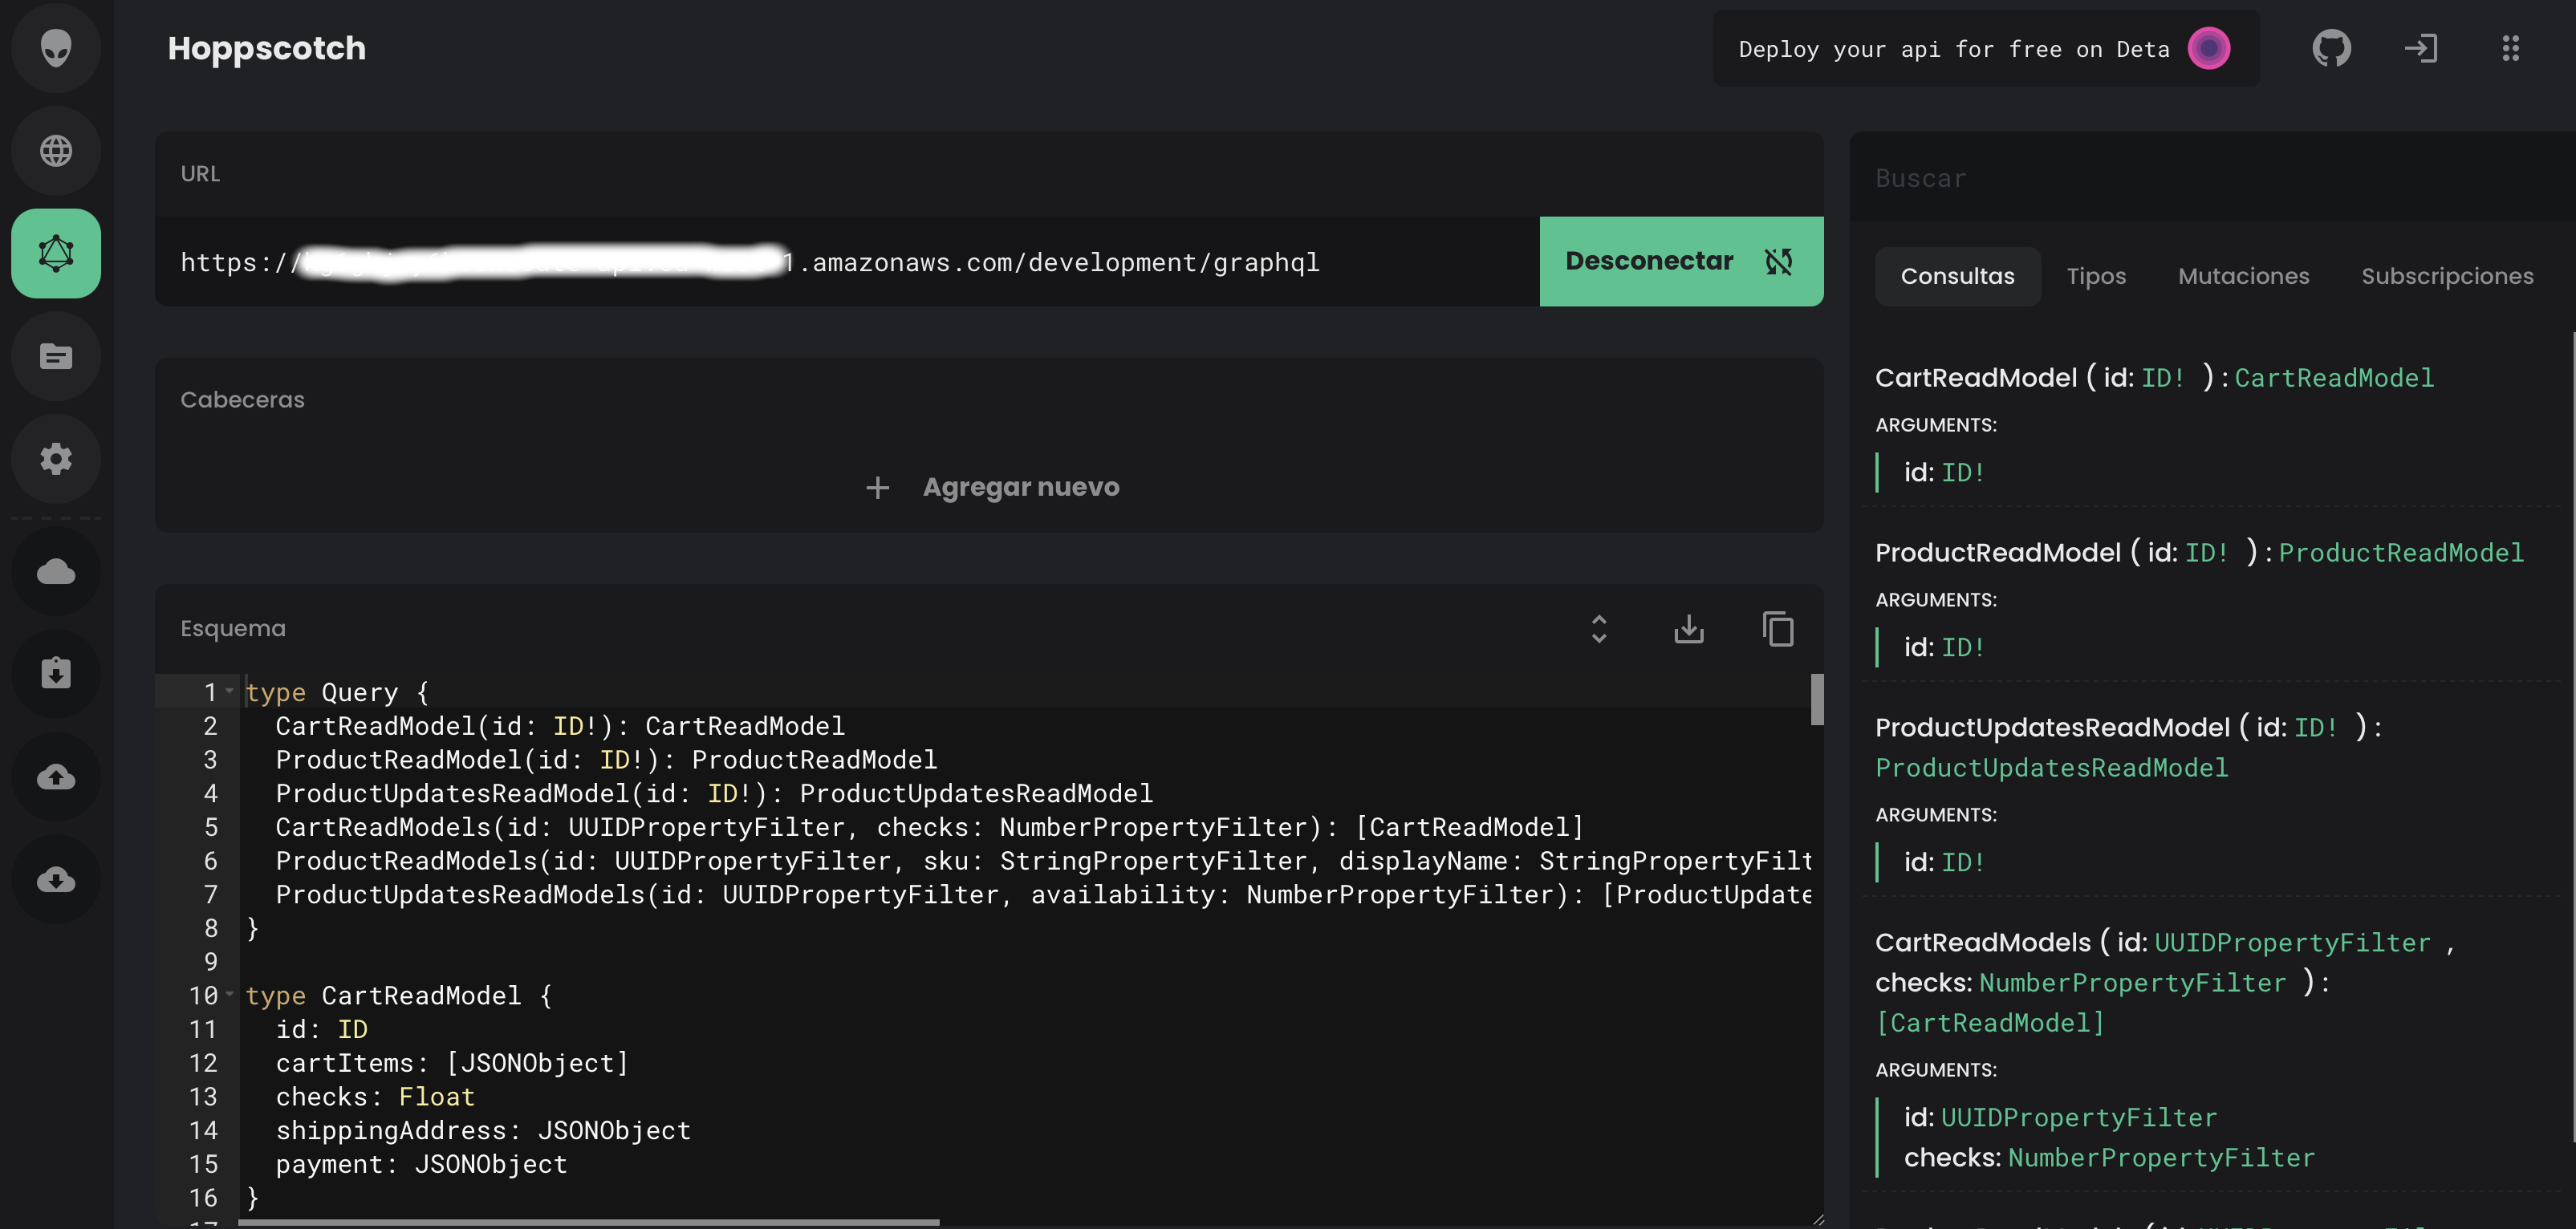 Hoppscotch
Deploy your api for free on Deta
URL
https://
1.amazonaws.com/development/graphql
Desconectar
Cabeceras
Agregar nuevo
Esquema
1 type Query {
2 CartReadModel(id: ID!): CartReadModel
3 ProductReadModel(id: ID!): ProductReadModel
4 ProductUpdatesReadModel(id: ID!): ProductUpdatesReadModel
5 CartReadModels(id: UUIDPropertyFilter, checks: NumberPropertyFilter): [CartReadModel]
6 ProductReadModels(id: UUIDPropertyFilter, sku: StringPropertyFilter, displayName: StringPropertyFilt
7 ProductUpdatesReadModels(id: UUIDPropertyFilter, availability: NumberPropertyFilter): [ProductUpdate
8 }
9
10 type CartReadModel {
11 id: ID
12 cartItems: [JSONObject]
13 checks: Float
14 shippingAddress: JSONObject
15 payment: JSONObject
16 }
Buscar
Consultas Tipos Mutaciones Subscripciones
CartReadModel ( id: ID! ) : CartReadModel
ARGUMENTS:
id: ID!
ProductReadModel ( id: ID! ) : ProductReadModel
ARGUMENTS:
id: ID!
ProductUpdatesReadModel ( id: ID! ) :
ProductUpdatesReadModel
ARGUMENTS:
id: ID!
CartReadModels ( id: UUIDPropertyFilter ,
checks: NumberPropertyFilter ) :
[CartReadModel]
ARGUMENTS:
id: UUIDPropertyFilter
checks: NumberPropertyFilter